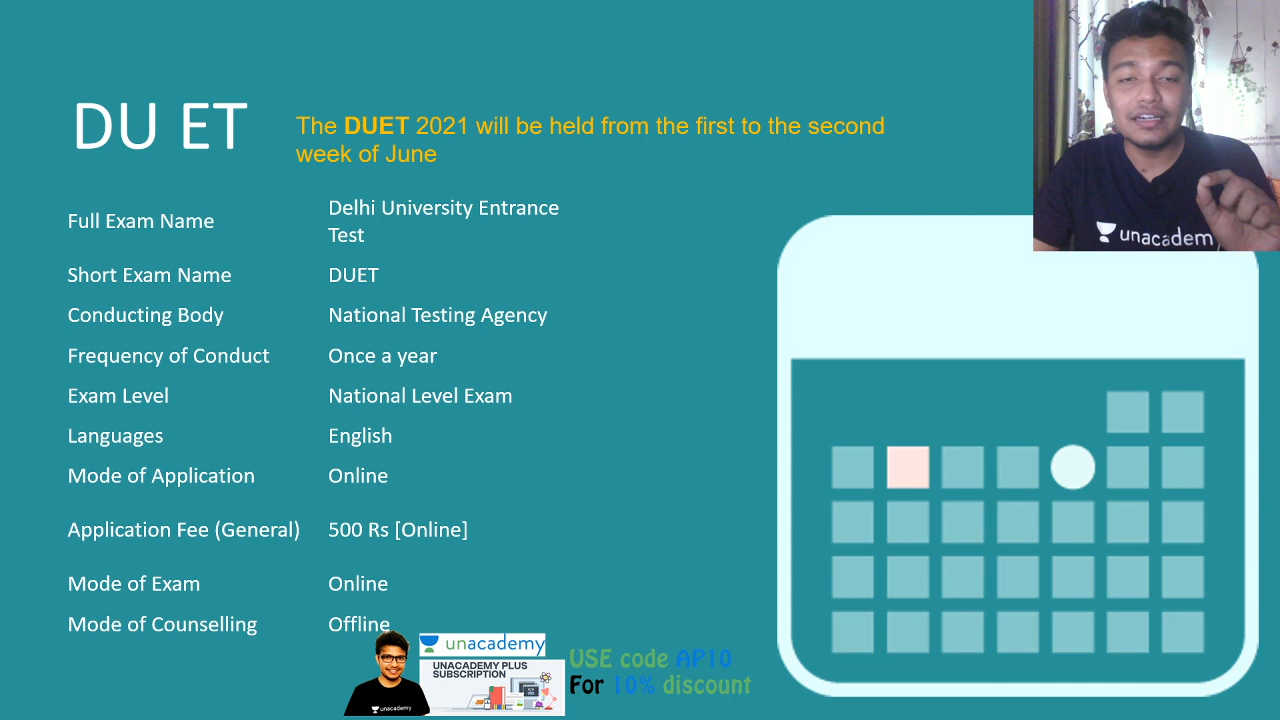 DU ET
The DUET 2021 will be held from the first to the second
week of June
Full Exam Name
Delhi University Entrance
Test
Short Exam Name
DUET
Conducting Body
National Testing Agency
Frequency of Conduct
Once a year
Exam Level
National Level Exam
Languages
English
Mode of Application
Online
Application Fee (General)
500 Rs [Online]
Mode of Exam
Online
Mode of Counselling
Offline
unacademy
unacademy
UNACADEMY PLUS
SUBSCRIPTION
unacademy
USE code AP10
For 10% discount